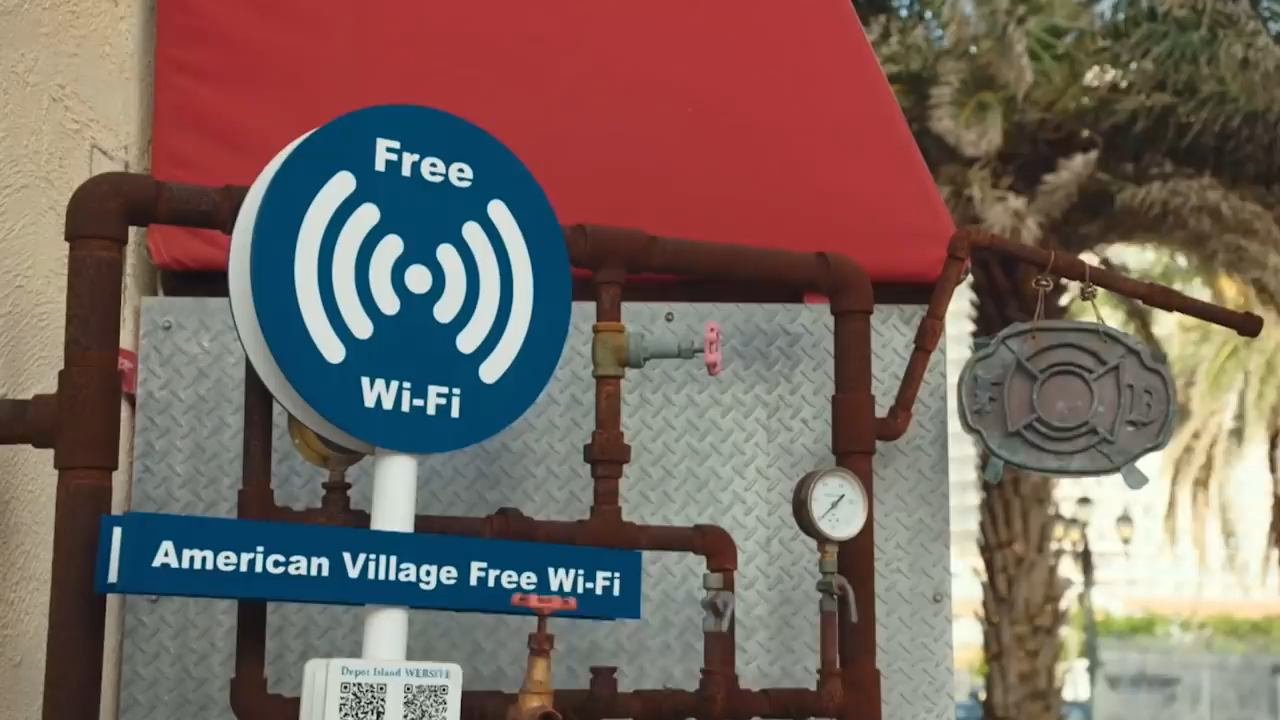 Free
Wi-Fi
American Village Free Wi-Fi
Depot Island WEBSITE